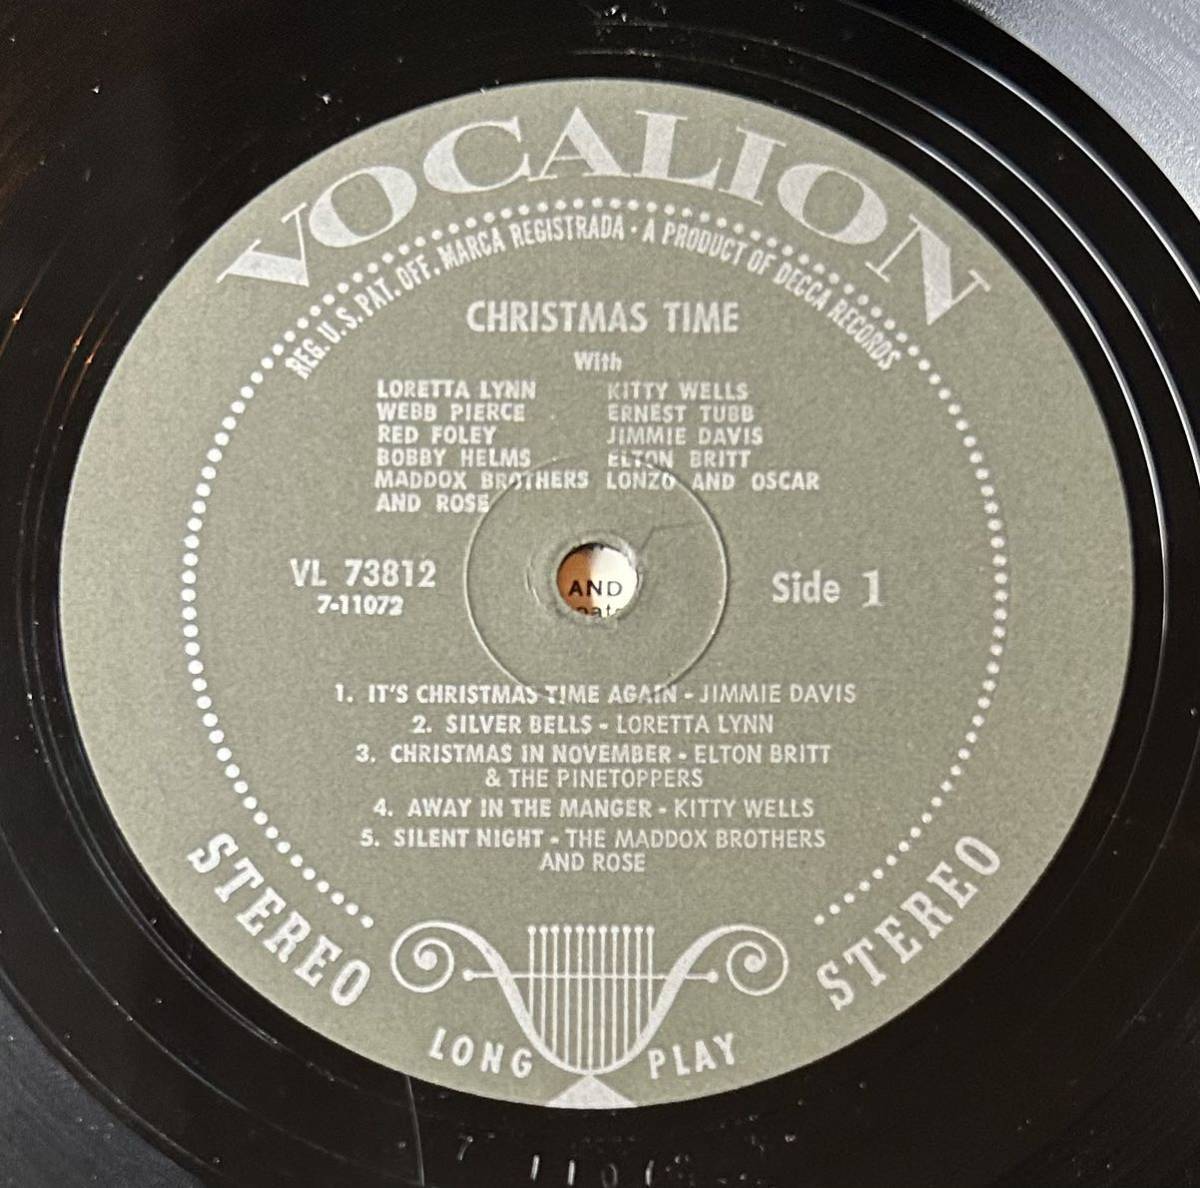 VOCALION
REG. U.S. PAT. OFF. MARCA REGISTRADA · A PRODUCT OF DECCA RECORDS
CHRISTMAS TIME
With
LORETTA LYNN KITTY WELLS
WEBB PIERCE ERNEST TUBB
RED FOLEY JIMMIE DAVIS
BOBBY HELMS ELTON BRITT
MADDOX BROTHERS LONZO AND OSCAR
AND ROSE
VL 73812
7-11072
Side 1
AND
1. IT'S CHRISTMAS TIME AGAIN - JIMMIE DAVIS
2. SILVER BELLS - LORETTA LYNN
3. CHRISTMAS IN NOVEMBER - ELTON BRITT
& THE PINETOPPERS
4. AWAY IN THE MANGER - KITTY WELLS
5. SILENT NIGHT - THE MADDOX BROTHERS
AND ROSE
STEREO STEREO
LONG PLAY